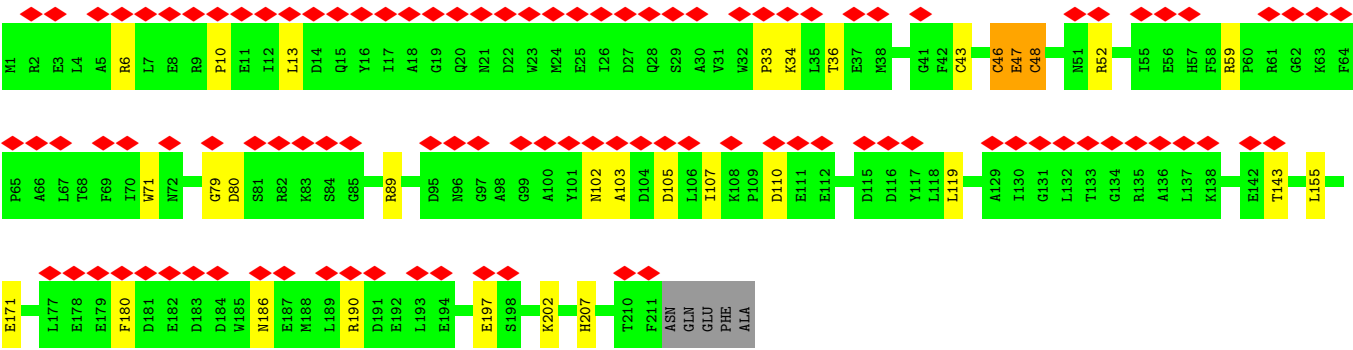 M1 R2 E3 L4 A5 R6 L7 E8 R9 P10 E11 I12 L13 D14 Q15 Y16 I17 A18 G19 Q20 N21 D22 W23 M24 E25 I26 D27 Q28 S29 A30 V31 W32 P33 K34 L35 T36 E37 M38 G41 F42 C43 C46 E47 C48 N51 R52 I55 E56 H57 F58 R59 P60 R61 G62 K63 F64
P65 A66 L67 T68 F69 I70 W71 N72 G79 D80 S81 R82 K83 S84 G85 R89 D95 N96 G97 A98 G99 A100 Y101 N102 A103 D104 D105 L106 I107 K108 P109 D110 E111 E112 D115 D116 Y117 L118 L119 A129 I130 G131 L132 T133 G134 R135 A136 L137 K138 E142 T143 L155
E171 L177 E178 E179 F180 D181 E182 D183 D184 W185 N186 E187 M188 L189 R190 D191 E192 L193 E194 E197 S198 K202 H207 T210 F211 ASN GLN GLU PHE ALA